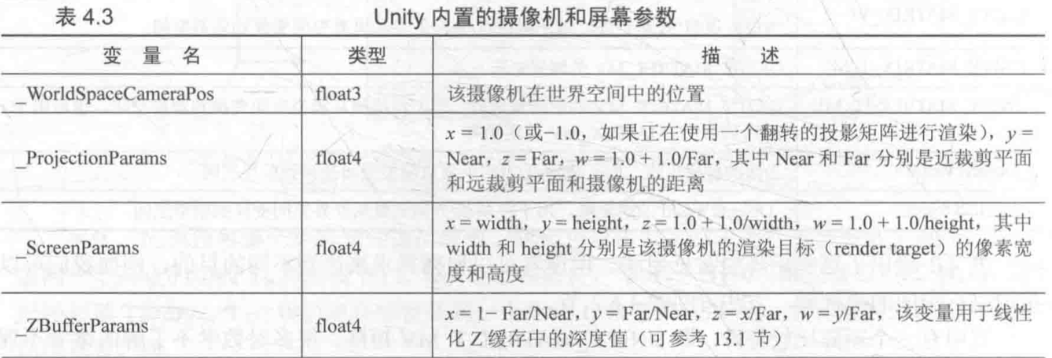 表 4.3 Unity 内置的摄像机和屏幕参数
变 量 名 类型 描 述
_WorldSpaceCameraPos float3 该摄像机在世界空间中的位置
_ProjectionParams float4 x = 1.0（或−1.0，如果正在使用一个翻转的投影矩阵进行渲染），y =
Near，z = Far，w = 1.0 + 1.0/Far，其中 Near 和 Far 分别是近裁剪平面
和远裁剪平面和摄像机的距离
_ScreenParams float4 x = width，y = height，z = 1.0 + 1.0/width，w = 1.0 + 1.0/height，其中
width 和 height 分别是该摄像机的渲染目标（render target）的像素宽
度和高度
_ZBufferParams float4 x = 1− Far/Near，y = Far/Near，z = x/Far，w = y/Far，该变量用于线性
化 Z 缓存中的深度值（可参考 13.1 节）